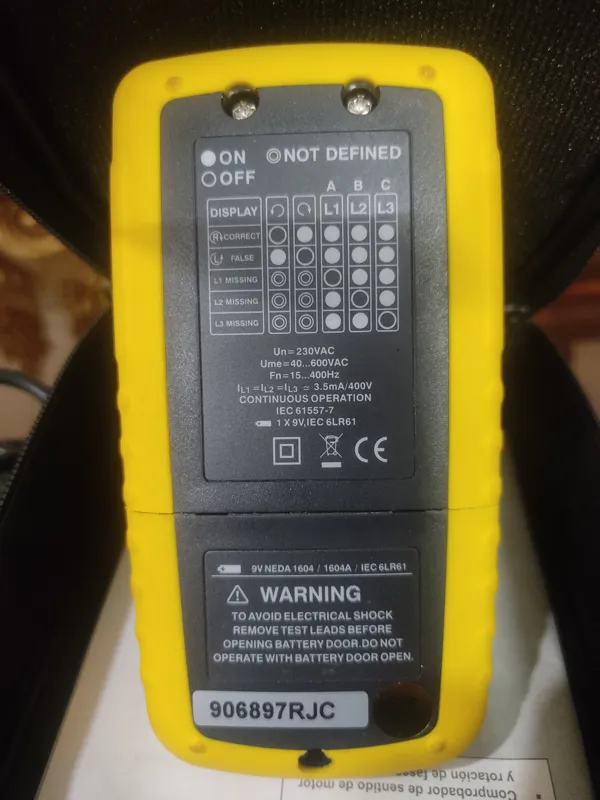 ON NOT DEFINED
OFF
A B C
DISPLAY L1 L2 L3
R CORRECT
L FALSE
L1 MISSING
L2 MISSING
L3 MISSING
Un=230VAC
Ume=40...600VAC
Fn=15...400Hz
IL1=IL2=IL3 ≃ 3.5mA/400V
CONTINUOUS OPERATION
IEC 61557-7
1 X 9V,IEC 6LR61
CE
9V NEDA 1604 / 1604A / IEC 6LR61
WARNING
TO AVOID ELECTRICAL SHOCK
REMOVE TEST LEADS BEFORE
OPENING BATTERY DOOR.DO NOT
OPERATE WITH BATTERY DOOR OPEN.
906897RJC
Comprobador de sentido de motor
y rotación de fases